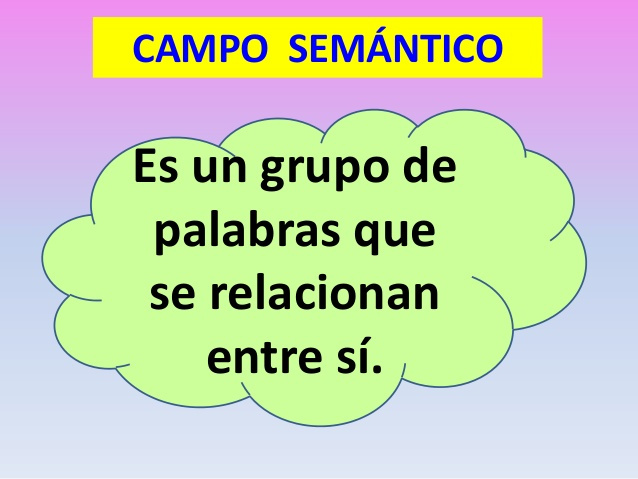 CAMPO SEMÁNTICO
Es un grupo de
palabras que
se relacionan
entre sí.